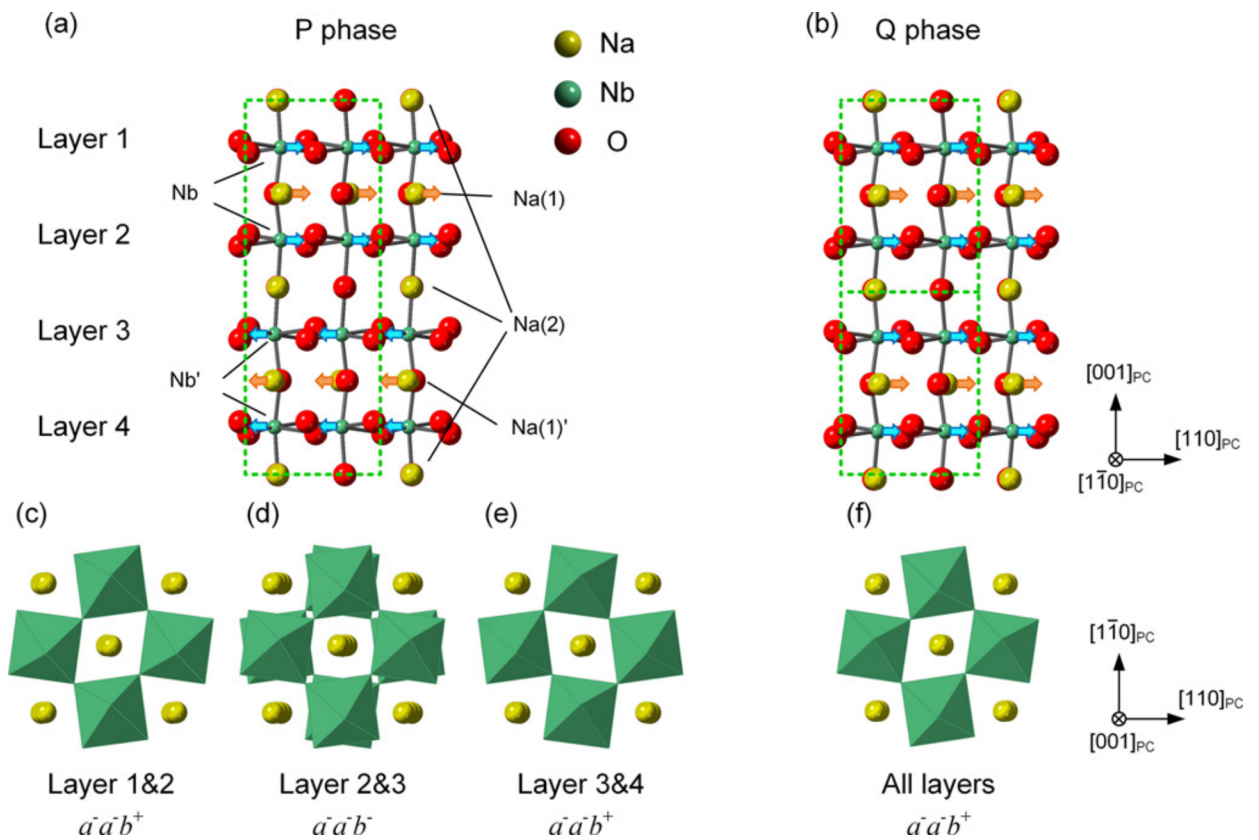 (a)
P phase
Na
Nb
O
(b)
Q phase
Layer 1
Nb
Na(1)
Layer 2
Layer 3
Na(2)
Nb'
Layer 4
Na(1)'
[001]PC
[110]PC
[11̅0]PC
(c)
(d)
(e)
(f)
[11̅0]PC
[110]PC
[001]PC
Layer 1&2
Layer 2&3
Layer 3&4
All layers
a⁻a⁻b⁺
a⁻a⁻b⁻
a⁻a⁻b⁺
a⁻a⁻b⁺